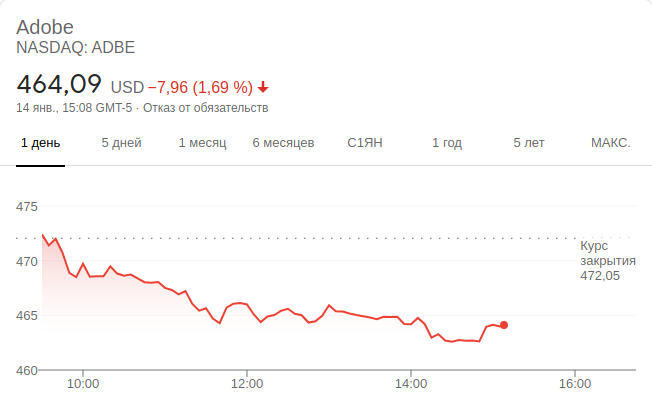 Adobe
NASDAQ: ADBE
464,09 USD −7,96 (1,69 %)
14 янв., 15:08 GMT-5 · Отказ от обязательств
1 день 5 дней 1 месяц 6 месяцев С1ЯН 1 год 5 лет МАКС.
475
470
465
460
Курс
закрытия
472,05
10:00 12:00 14:00 16:00